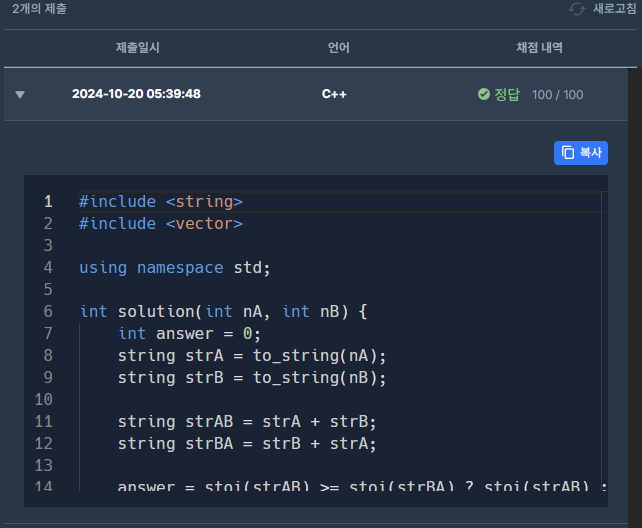 2개의 제출 새로고침
제출일시 언어 채점 내역
2024-10-20 05:39:48 C++ 정답 100 / 100
복사
1 #include <string>
2 #include <vector>
3
4 using namespace std;
5
6 int solution(int nA, int nB) {
7 int answer = 0;
8 string strA = to_string(nA);
9 string strB = to_string(nB);
10
11 string strAB = strA + strB;
12 string strBA = strB + strA;
13
14 answer = stoi(strAB) >= stoi(strBA) ? stoi(strAB) :